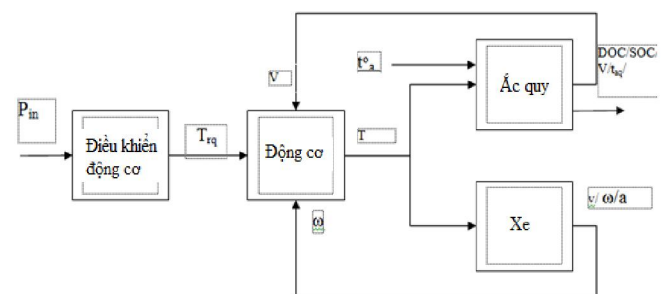 DOC/SOC/
V/t_aq/
t°_a
V
Ắc quy
P_in
Điều khiển
động cơ
T_rq
Động cơ
T
v/ ω/a
Xe
ω